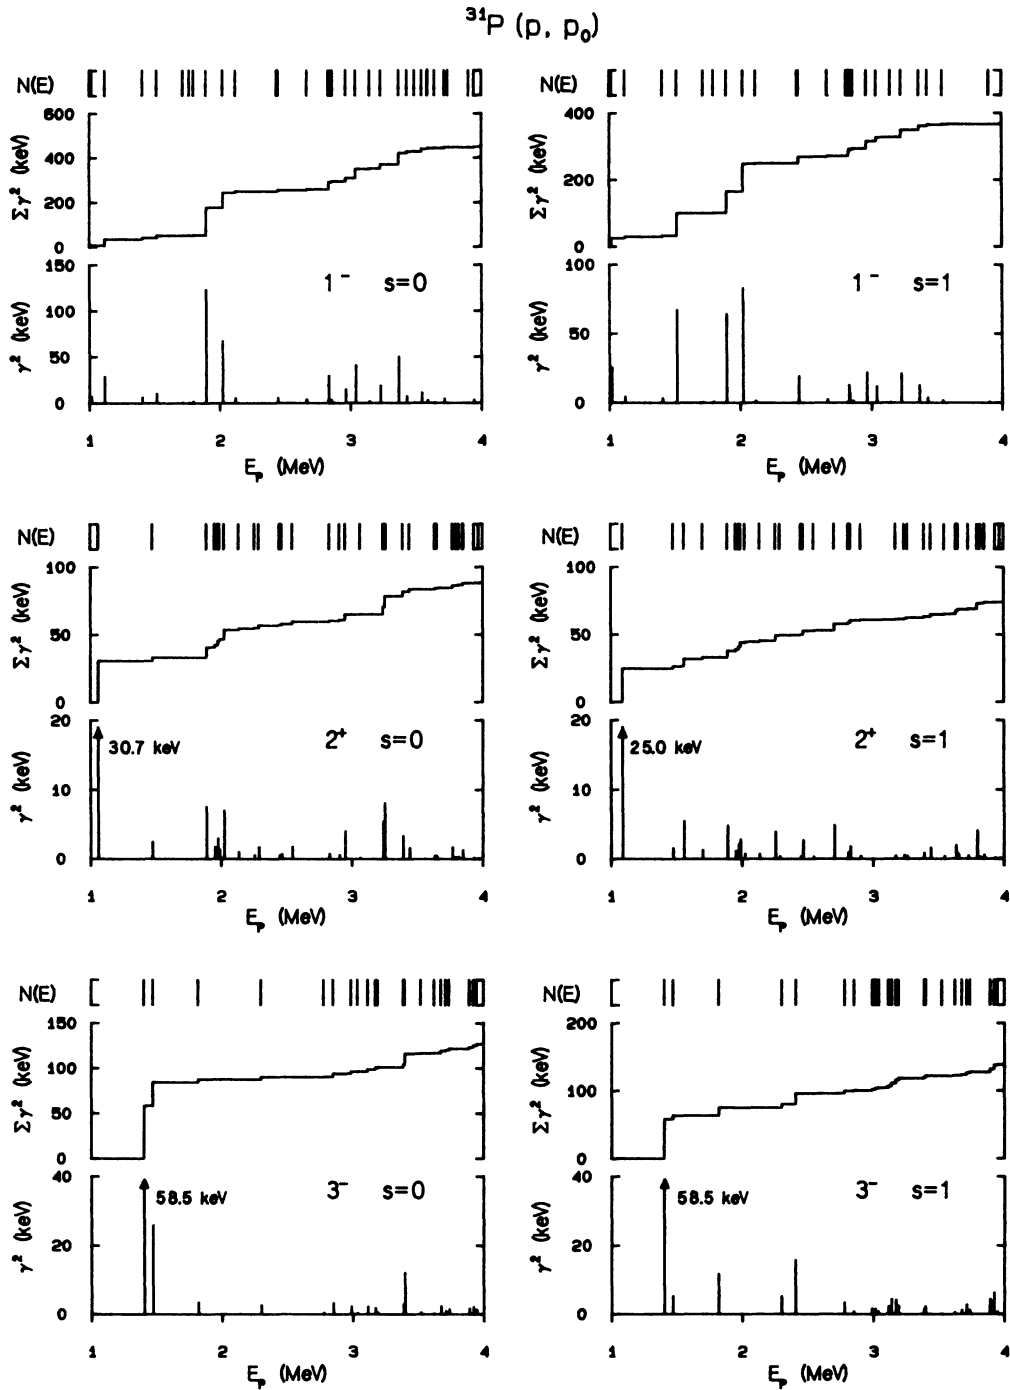 ³¹P (p, p₀)
N(E) N(E)
600 400
400
Σγ² (keV) Σγ² (keV)
200 200
0 0
150 100
1⁻ s=0 1⁻ s=1
100
γ² (keV) 50 γ² (keV) 50
0 0
1 2 3 4 1 2 3 4
Eₚ (MeV) Eₚ (MeV)
N(E) N(E)
100 100
Σγ² (keV) 50 Σγ² (keV) 50
0 0
20 20
30.7 keV 2⁺ s=0 25.0 keV 2⁺ s=1
γ² (keV) 10 γ² (keV) 10
0 0
1 2 3 4 1 2 3 4
Eₚ (MeV) Eₚ (MeV)
N(E) N(E)
150 200
100
Σγ² (keV) Σγ² (keV) 100
50
0 0
40 40
58.5 keV 3⁻ s=0 58.5 keV 3⁻ s=1
γ² (keV) 20 γ² (keV) 20
0 0
1 2 3 4 1 2 3 4
Eₚ (MeV) Eₚ (MeV)